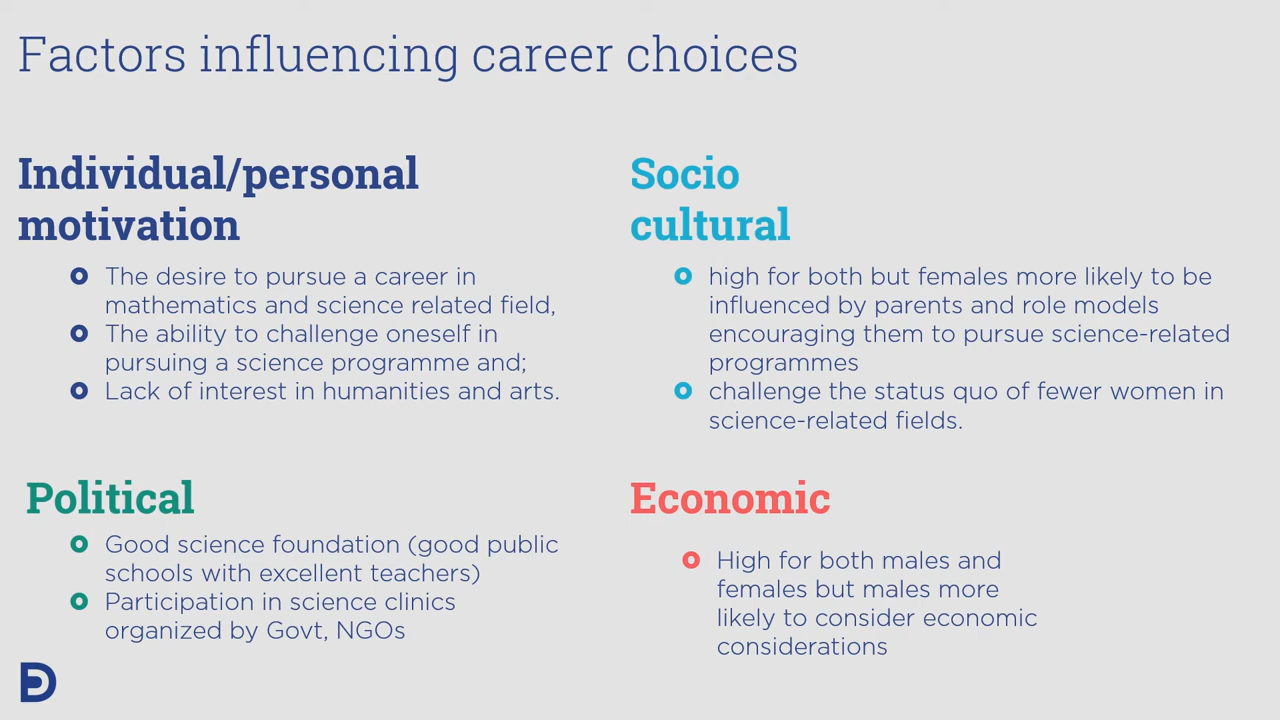 Factors influencing career choices
Individual/personal
motivation
The desire to pursue a career in
mathematics and science related field,
The ability to challenge oneself in
pursuing a science programme and;
Lack of interest in humanities and arts.
Socio
cultural
high for both but females more likely to be
influenced by parents and role models
encouraging them to pursue science-related
programmes
challenge the status quo of fewer women in
science-related fields.
Political
Good science foundation (good public
schools with excellent teachers)
Participation in science clinics
organized by Govt, NGOs
Economic
High for both males and
females but males more
likely to consider economic
considerations
D